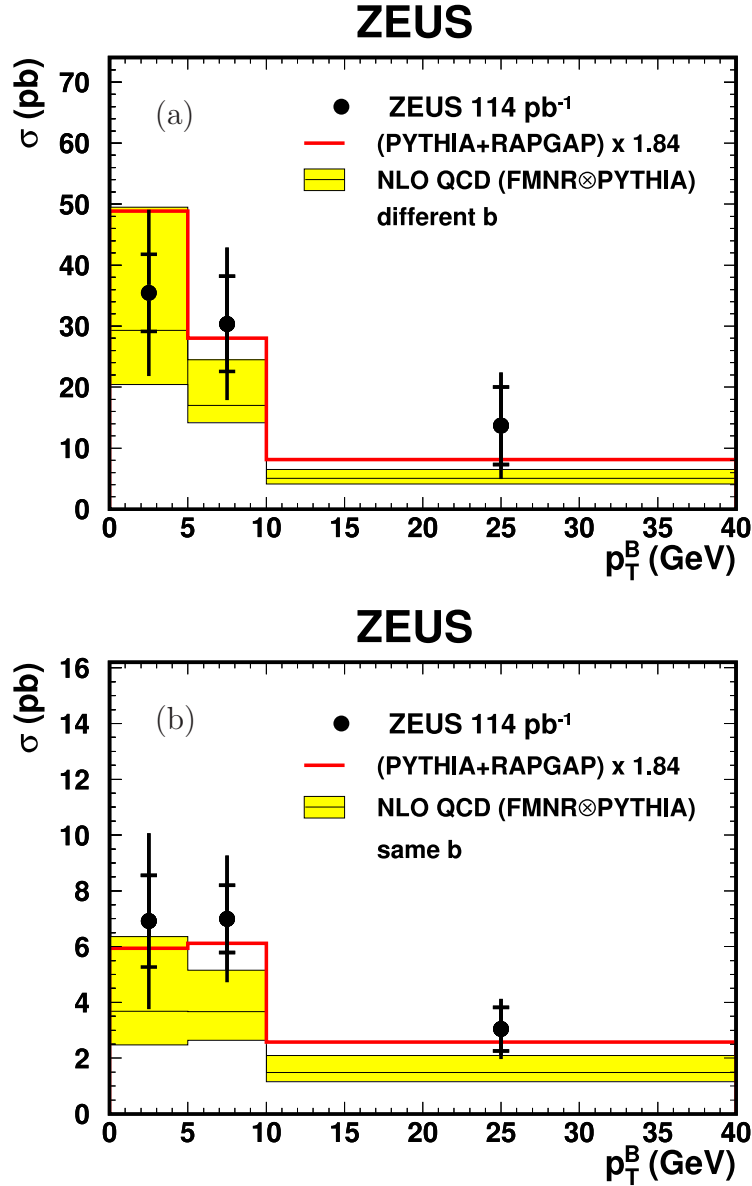 ZEUS
σ (pb)
70
60
50
40
30
20
10
0
(a)
ZEUS 114 pb⁻¹
(PYTHIA+RAPGAP) x 1.84
NLO QCD (FMNR⊗PYTHIA)
different b
0 5 10 15 20 25 30 35 40
p_T^B (GeV)
ZEUS
σ (pb)
16
14
12
10
8
6
4
2
0
(b)
ZEUS 114 pb⁻¹
(PYTHIA+RAPGAP) x 1.84
NLO QCD (FMNR⊗PYTHIA)
same b
0 5 10 15 20 25 30 35 40
p_T^B (GeV)